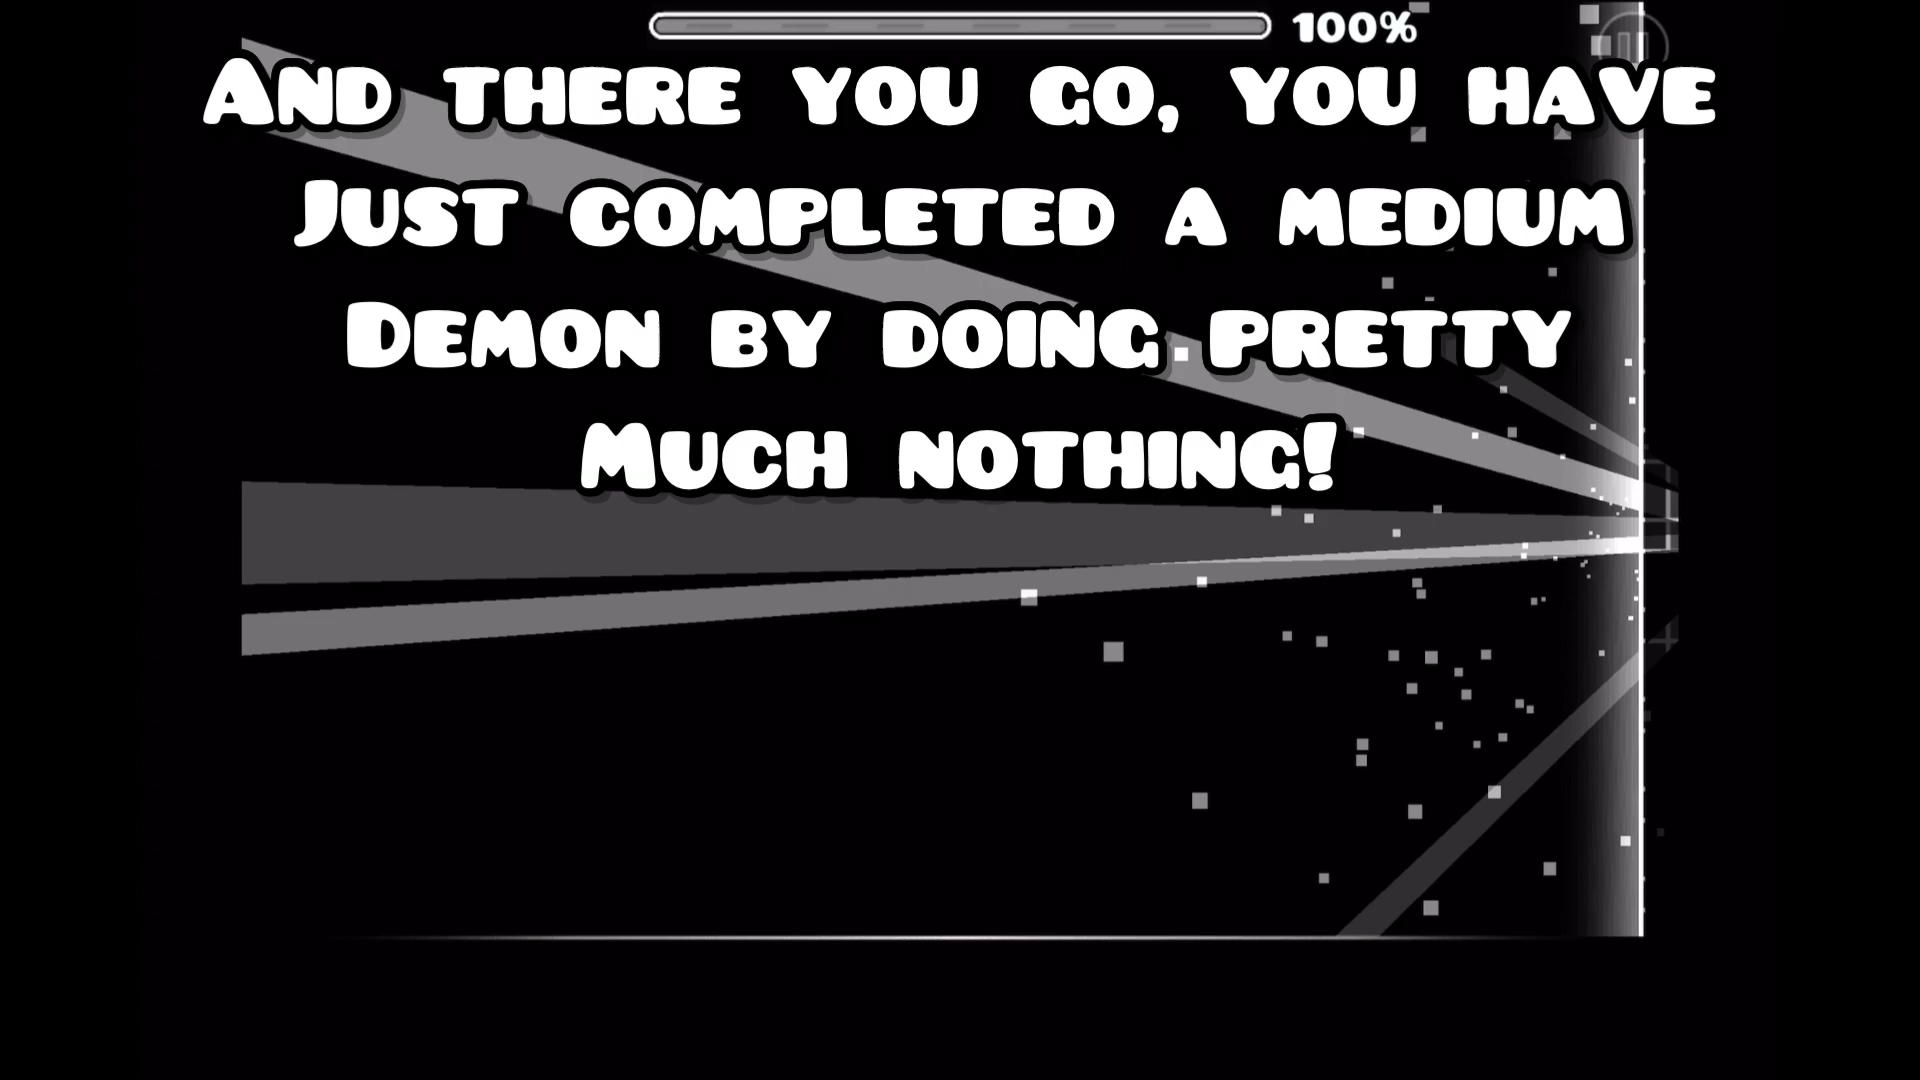 100%
AND THERE YOU GO, YOU HAVE
JUST COMPLETED A MEDIUM
DEMON BY DOING PRETTY
MUCH NOTHING!